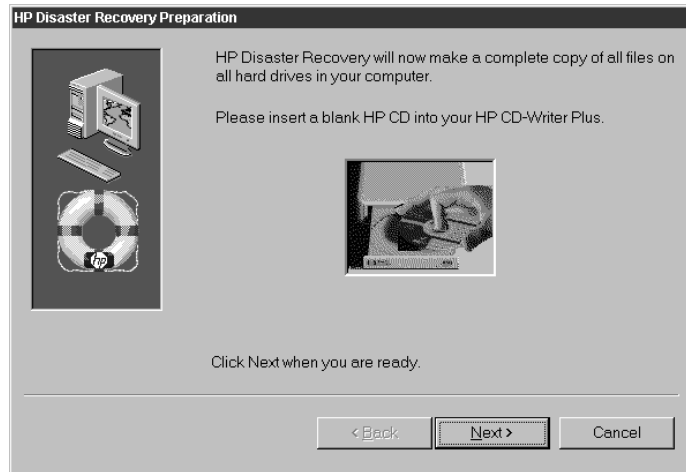 HP Disaster Recovery Preparation
HP Disaster Recovery will now make a complete copy of all files on
all hard drives in your computer.
Please insert a blank HP CD into your HP CD-Writer Plus.
hp
Click Next when you are ready.
< Back
Next >
Cancel